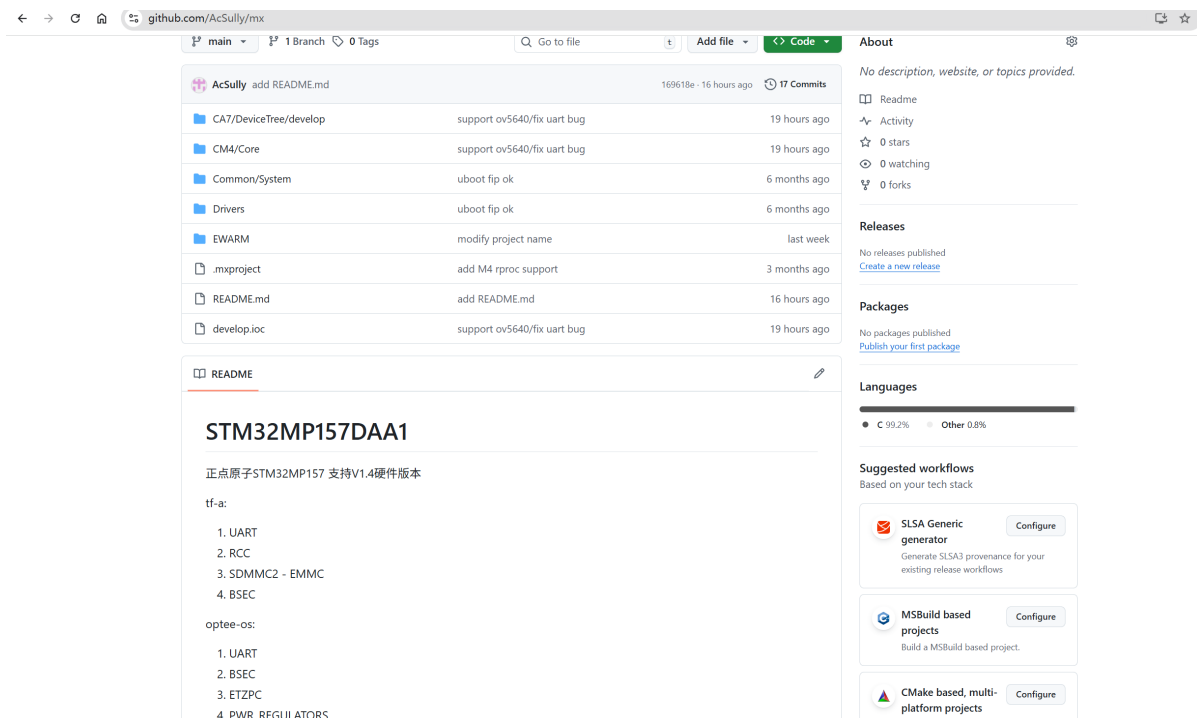 github.com/AcSully/mx
main 1 Branch 0 Tags Go to file t Add file Code
AcSully add README.md 169618e · 16 hours ago 17 Commits
CA7/DeviceTree/develop support ov5640/fix uart bug 19 hours ago
CM4/Core support ov5640/fix uart bug 19 hours ago
Common/System uboot fip ok 6 months ago
Drivers uboot fip ok 6 months ago
EWARM modify project name last week
.mxproject add M4 rproc support 3 months ago
README.md add README.md 16 hours ago
develop.ioc support ov5640/fix uart bug 19 hours ago
README
STM32MP157DAA1
正点原子STM32MP157 支持V1.4硬件版本
tf-a:
1. UART
2. RCC
3. SDMMC2 - EMMC
4. BSEC
optee-os:
1. UART
2. BSEC
3. ETZPC
4. PWR_REGULATORS
About
No description, website, or topics provided.
Readme
Activity
0 stars
0 watching
0 forks
Releases
No releases published
Create a new release
Packages
No packages published
Publish your first package
Languages
C 99.2% Other 0.8%
Suggested workflows
Based on your tech stack
SLSA Generic
generator
Configure
Generate SLSA3 provenance for your
existing release workflows
MSBuild based
projects
Configure
Build a MSBuild based project.
CMake based, multi-
platform projects
Configure